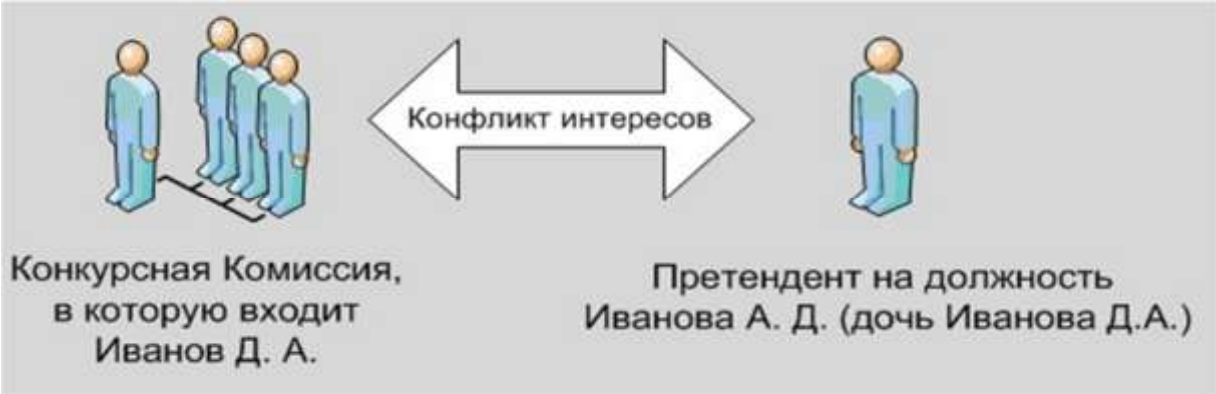 Конфликт интересов
Конкурсная Комиссия,
в которую входит
Иванов Д. А.
Претендент на должность
Иванова А. Д. (дочь Иванова Д.А.)